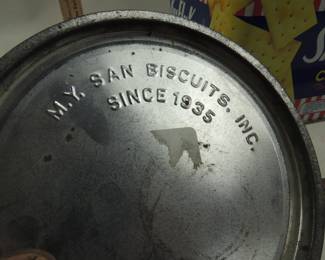 M.Y. SAN BISCUITS, INC.
SINCE 1935